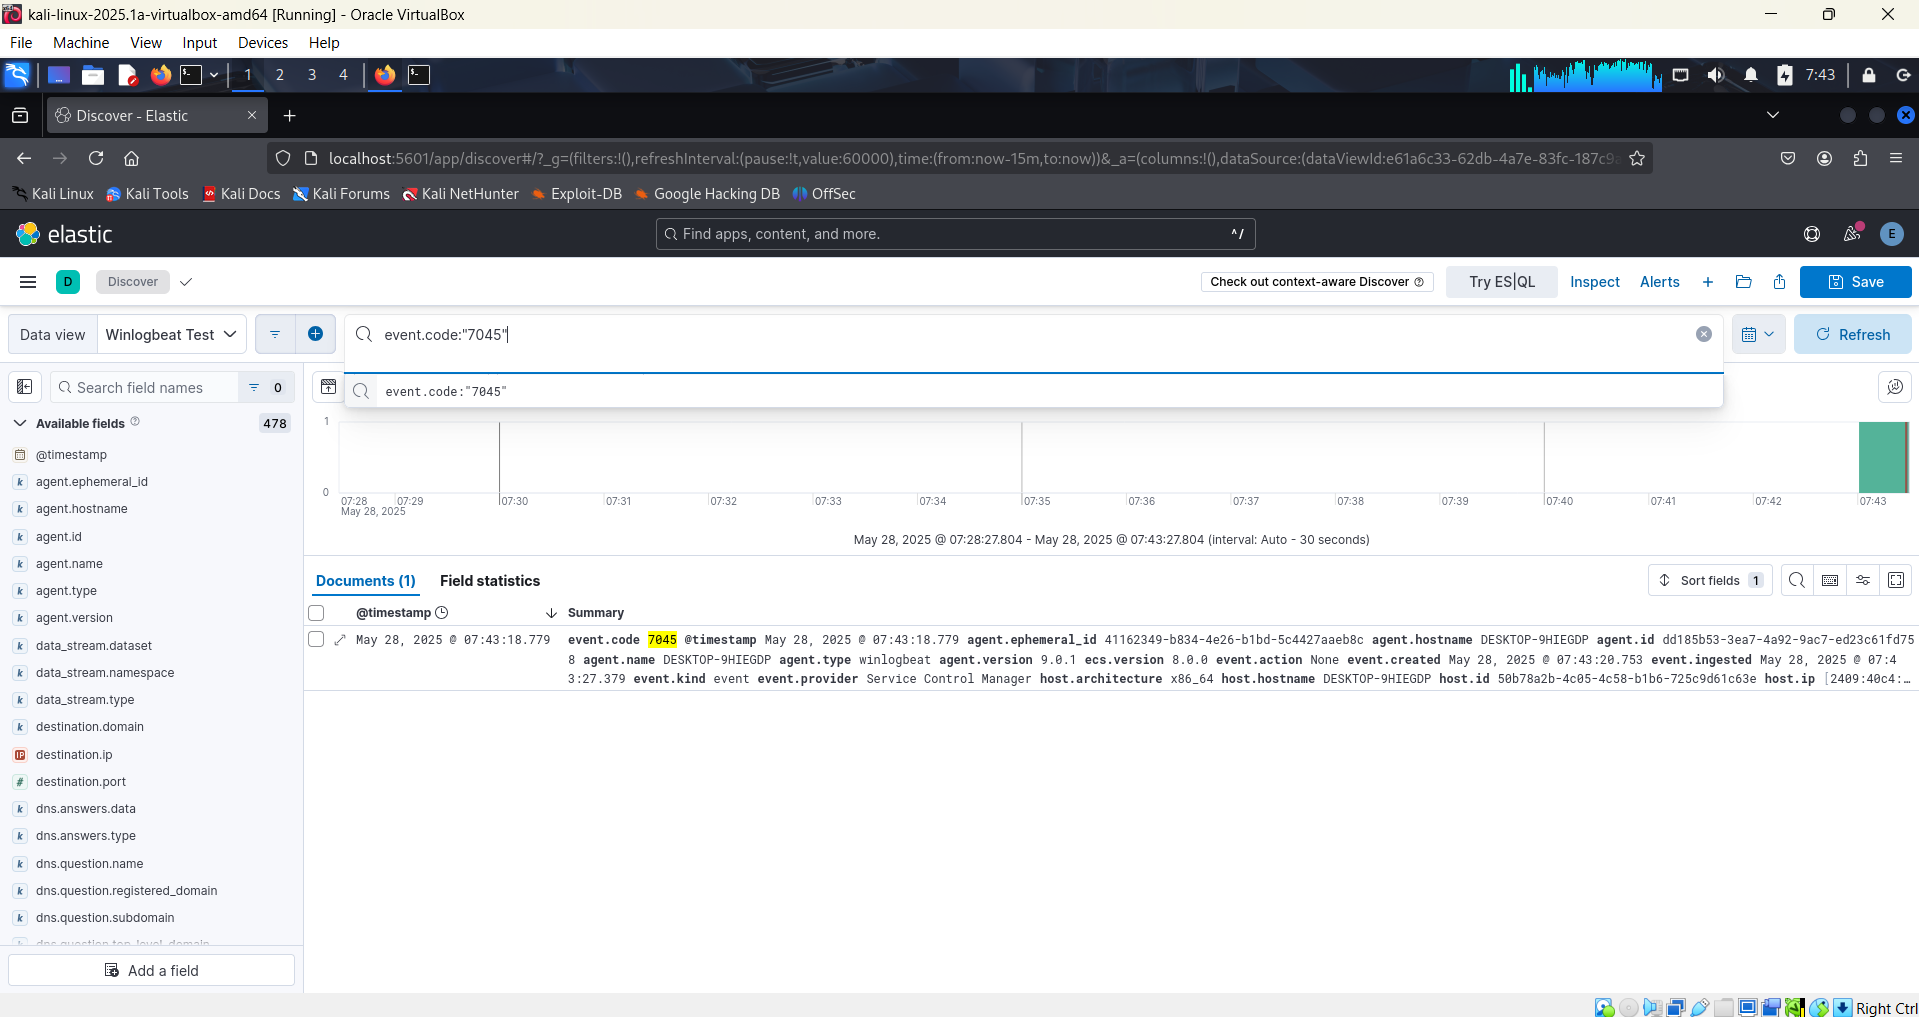 kali-linux-2025.1a-virtualbox-amd64 [Running] - Oracle VirtualBox
File Machine View Input Devices Help
1 2 3 4 7:43
Discover - Elastic
localhost:5601/app/discover#/?_g=(filters:!(),refreshInterval:(pause:!t,value:60000),time:(from:now-15m,to:now))&_a=(columns:!(),dataSource:(dataViewId:e61a6c33-62db-4a7e-83fc-187c9a
Kali Linux Kali Tools Kali Docs Kali Forums Kali NetHunter Exploit-DB Google Hacking DB OffSec
elastic Find apps, content, and more. ^/ E
D Discover Check out context-aware Discover Try ES|QL Inspect Alerts Save
Data view Winlogbeat Test event.code:"7045" Refresh
Search field names 0 event.code:"7045"
Available fields 478
@timestamp
agent.ephemeral_id
agent.hostname
agent.id
agent.name
agent.type
agent.version
data_stream.dataset
data_stream.namespace
data_stream.type
destination.domain
destination.ip
destination.port
dns.answers.data
dns.answers.type
dns.question.name
dns.question.registered_domain
dns.question.subdomain
dns.question.top_level_domain
Add a field
1
0
07:28 07:29 07:30 07:31 07:32 07:33 07:34 07:35 07:36 07:37 07:38 07:39 07:40 07:41 07:42 07:43
May 28, 2025
May 28, 2025 @ 07:28:27.804 - May 28, 2025 @ 07:43:27.804 (interval: Auto - 30 seconds)
Documents (1) Field statistics Sort fields 1
@timestamp Summary
May 28, 2025 @ 07:43:18.779 event.code 7045 @timestamp May 28, 2025 @ 07:43:18.779 agent.ephemeral_id 41162349-b834-4e26-b1bd-5c4427aaeb8c agent.hostname DESKTOP-9HIEGDP agent.id dd185b53-3ea7-4a92-9ac7-ed23c61fd75
8 agent.name DESKTOP-9HIEGDP agent.type winlogbeat agent.version 9.0.1 ecs.version 8.0.0 event.action None event.created May 28, 2025 @ 07:43:20.753 event.ingested May 28, 2025 @ 07:4
3:27.379 event.kind event event.provider Service Control Manager host.architecture x86_64 host.hostname DESKTOP-9HIEGDP host.id 50b78a2b-4c05-4c58-b1b6-725c9d61c63e host.ip [2409:40c4:…
Right Ctrl